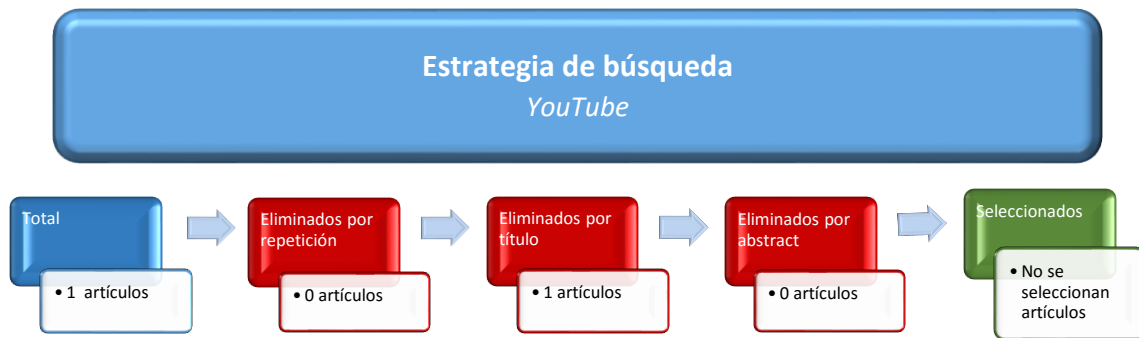 Estrategia de búsqueda
YouTube
Total
• 1 artículos
Eliminados por
repetición
• 0 artículos
Eliminados por
título
• 1 artículos
Eliminados por
abstract
• 0 artículos
Seleccionados
• No se
seleccionan
artículos